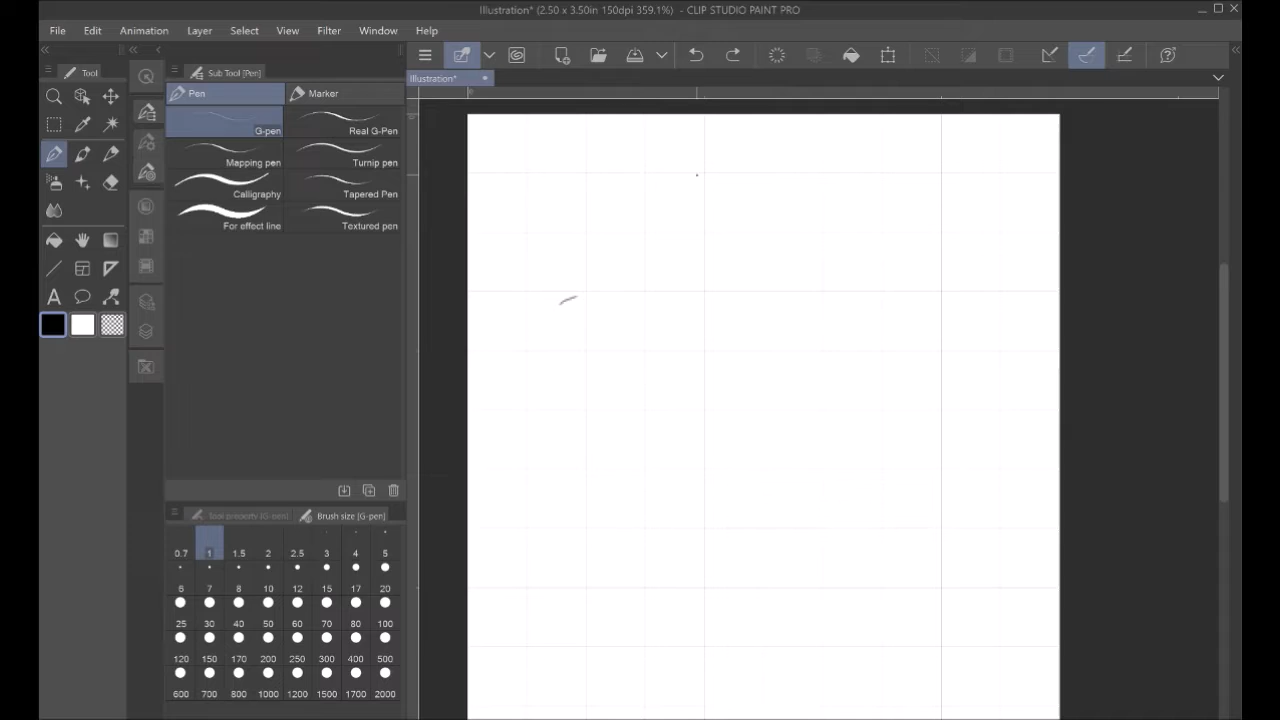 Illustration* (2.50 x 3.50in 150dpi 359.1%) - CLIP STUDIO PAINT PRO
File Edit Animation Layer Select View Filter Window Help
Tool
Sub Tool [Pen]
Illustration*
Pen Marker
G-pen Real G-Pen
Mapping pen Turnip pen
Calligraphy Tapered Pen
For effect line Textured pen
A
Tool property [G-pen] Brush size [G-pen]
0.7 1 1.5 2 2.5 3 4 5
6 7 8 10 12 15 17 20
25 30 40 50 60 70 80 100
120 150 170 200 250 300 400 500
600 700 800 1000 1200 1500 1700 2000